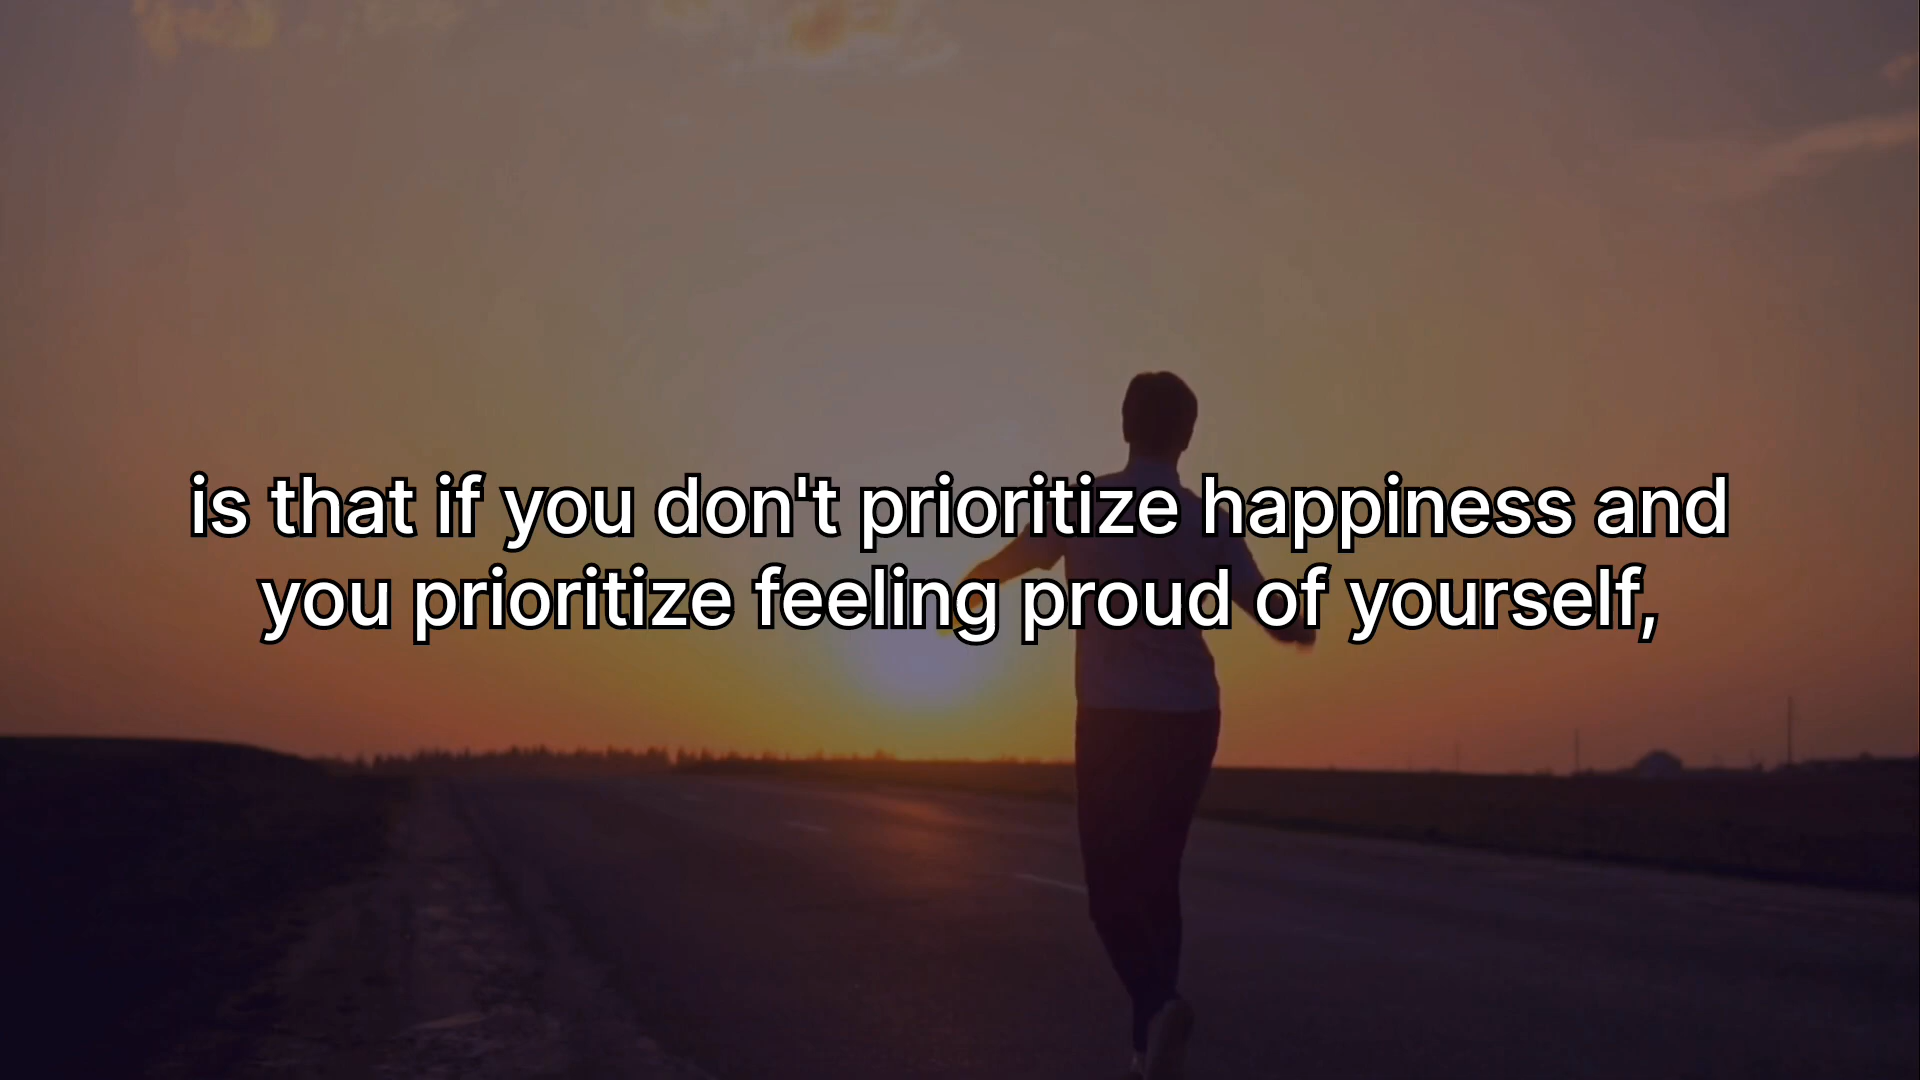 is that if you don't prioritize happiness and
you prioritize feeling proud of yourself,